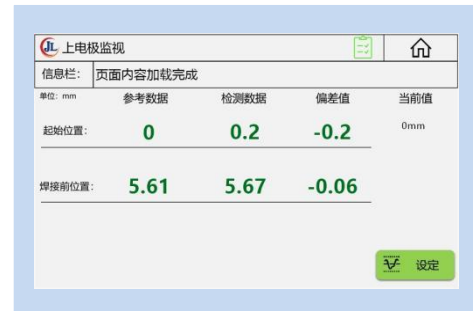 JL 上电极监视
信息栏: 页面内容加载完成
单位: mm 参考数据 检测数据 偏差值 当前值
起始位置: 0 0.2 -0.2 0mm
焊接前位置: 5.61 5.67 -0.06
设定